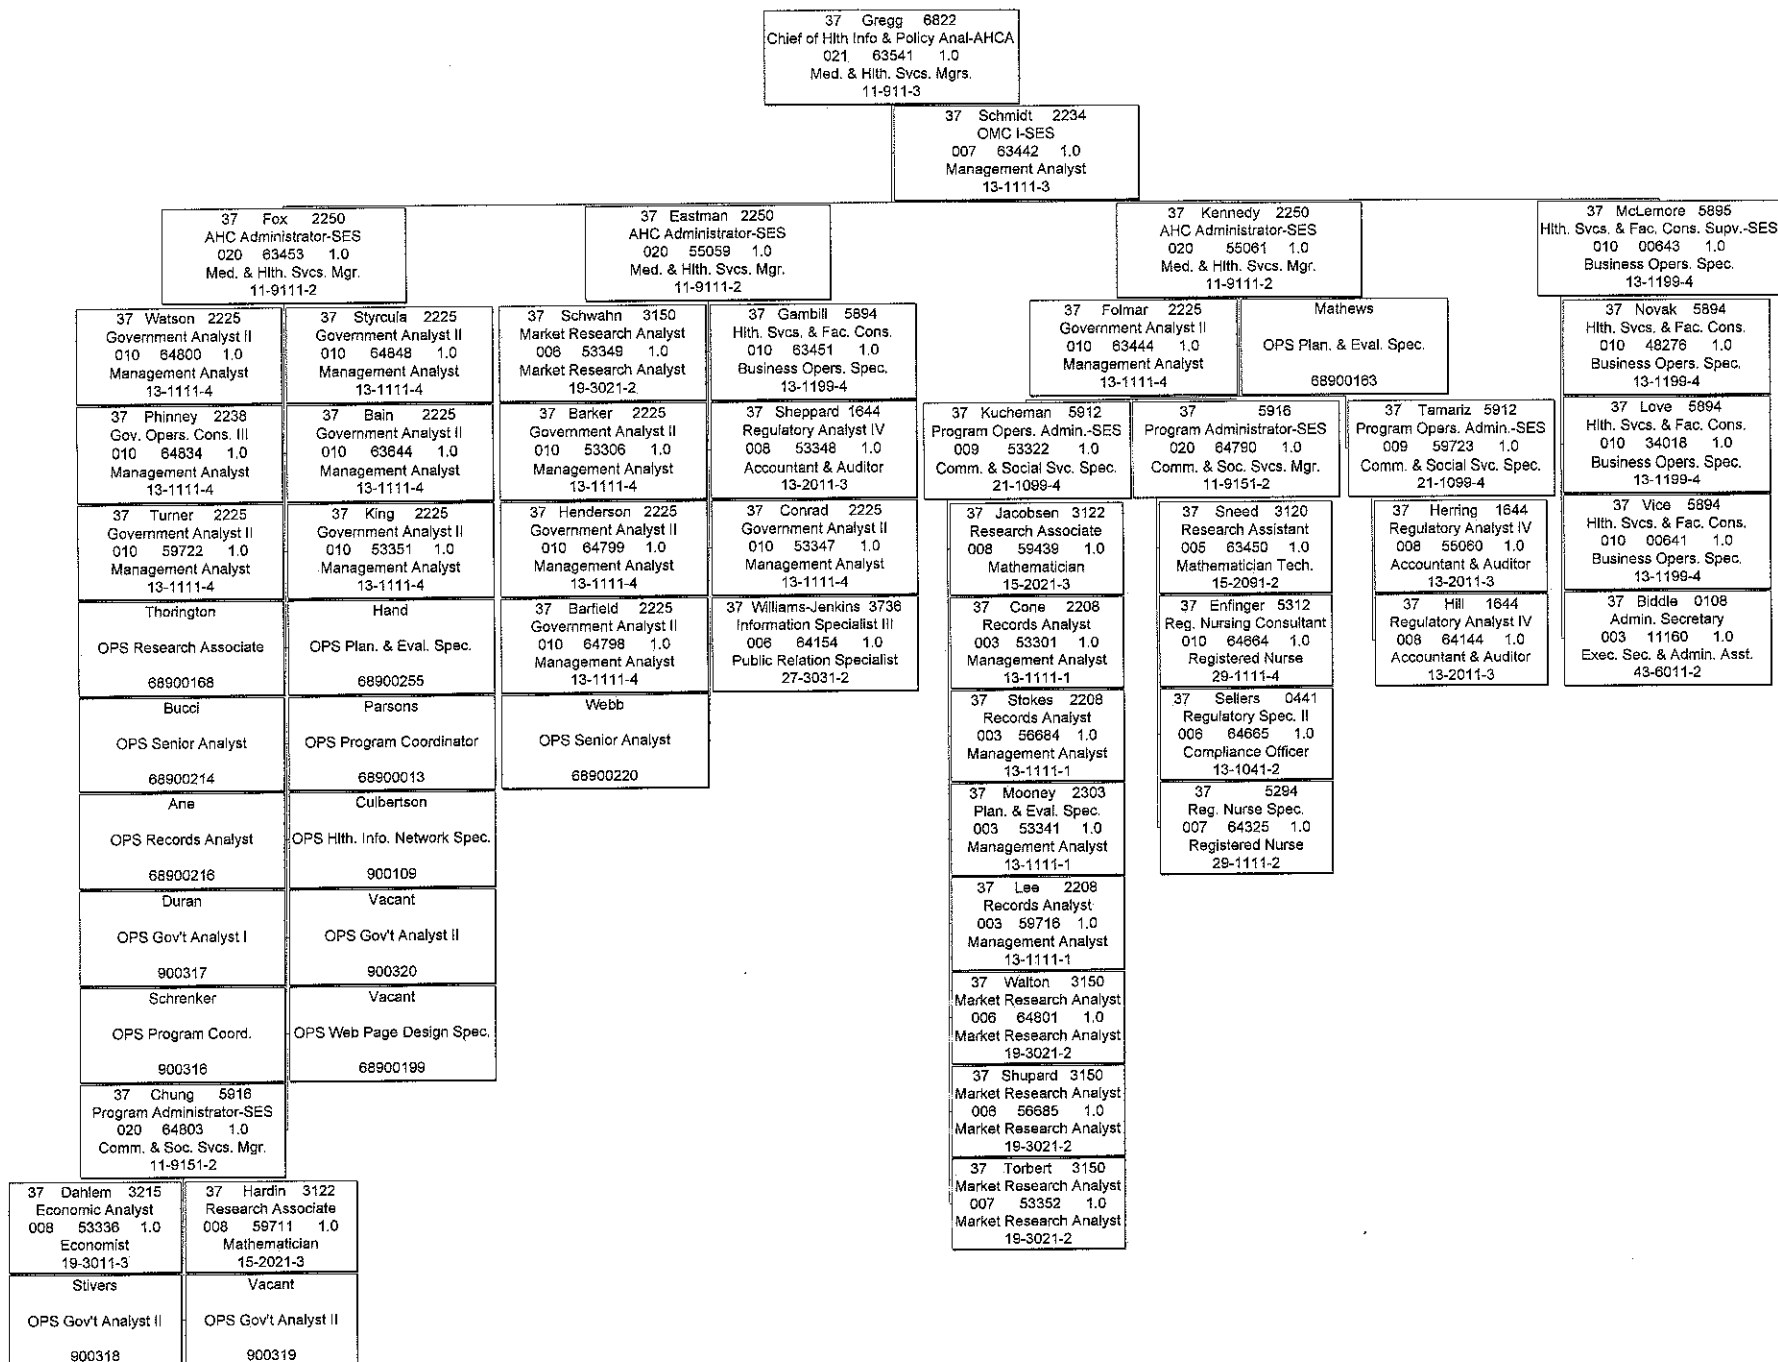 37 Gregg 6822
Chief of Hlth Info & Policy Anal-AHCA
021 63541 1.0
Med. & Hlth. Svcs. Mgrs.
11-911-3
37 Schmidt 2234
OMC I-SES
007 63442 1.0
Management Analyst
13-1111-3
37 Fox 2250
AHC Administrator-SES
020 63453 1.0
Med. & Hlth. Svcs. Mgr.
11-9111-2
37 Eastman 2250
AHC Administrator-SES
020 55059 1.0
Med. & Hlth. Svcs. Mgr.
11-9111-2
37 Kennedy 2250
AHC Administrator-SES
020 55061 1.0
Med. & Hlth. Svcs. Mgr.
11-9111-2
37 McLemore 5895
Hlth. Svcs. & Fac. Cons. Supv.-SES
010 00643 1.0
Business Opers. Spec.
13-1199-4
37 Watson 2225
Government Analyst II
010 64800 1.0
Management Analyst
13-1111-4
37 Styrcula 2225
Government Analyst II
010 64848 1.0
Management Analyst
13-1111-4
37 Schwahn 3150
Market Research Analyst
006 53349 1.0
Market Research Analyst
19-3021-2
37 Gambill 5894
Hlth. Svcs. & Fac. Cons.
010 63451 1.0
Business Opers. Spec.
13-1199-4
37 Folmar 2225
Government Analyst II
010 63444 1.0
Management Analyst
13-1111-4
Mathews
OPS Plan. & Eval. Spec.
68900163
37 Novak 5894
Hlth. Svcs. & Fac. Cons.
010 48276 1.0
Business Opers. Spec.
13-1199-4
37 Phinney 2238
Gov. Opers. Cons. III
010 64834 1.0
Management Analyst
13-1111-4
37 Bain 2225
Government Analyst II
010 63644 1.0
Management Analyst
13-1111-4
37 Barker 2225
Government Analyst II
010 53306 1.0
Management Analyst
13-1111-4
37 Sheppard 1644
Regulatory Analyst IV
008 53348 1.0
Accountant & Auditor
13-2011-3
37 Kucheman 5912
Program Opers. Admin.-SES
009 53322 1.0
Comm. & Social Svc. Spec.
21-1099-4
37 5916
Program Administrator-SES
020 64790 1.0
Comm. & Soc. Svcs. Mgr.
11-9151-2
37 Tamariz 5912
Program Opers. Admin.-SES
009 59723 1.0
Comm. & Social Svc. Spec.
21-1099-4
37 Love 5894
Hlth. Svcs. & Fac. Cons.
010 34018 1.0
Business Opers. Spec.
13-1199-4
37 Turner 2225
Government Analyst II
010 59722 1.0
Management Analyst
13-1111-4
37 King 2225
Government Analyst II
010 53351 1.0
Management Analyst
13-1111-4
37 Henderson 2225
Government Analyst II
010 64799 1.0
Management Analyst
13-1111-4
37 Conrad 2225
Government Analyst II
010 53347 1.0
Management Analyst
13-1111-4
37 Jacobsen 3122
Research Associate
008 59439 1.0
Mathematician
15-2021-3
37 Sneed 3120
Research Assistant
005 63450 1.0
Mathematician Tech.
15-2091-2
37 Herring 1644
Regulatory Analyst IV
008 55060 1.0
Accountant & Auditor
13-2011-3
37 Vice 5894
Hlth. Svcs. & Fac. Cons.
010 00641 1.0
Business Opers. Spec.
13-1199-4
Thorington
OPS Research Associate
68900168
Hand
OPS Plan. & Eval. Spec.
68900255
37 Barfield 2225
Government Analyst II
010 64798 1.0
Management Analyst
13-1111-4
37 Williams-Jenkins 3736
Information Specialist III
006 64154 1.0
Public Relation Specialist
27-3031-2
37 Cone 2208
Records Analyst
003 53301 1.0
Management Analyst
13-1111-1
37 Enfinger 5312
Reg. Nursing Consultant
010 64664 1.0
Registered Nurse
29-1111-4
37 Hill 1644
Regulatory Analyst IV
008 64144 1.0
Accountant & Auditor
13-2011-3
37 Biddle 0108
Admin. Secretary
003 11160 1.0
Exec. Sec. & Admin. Asst.
43-6011-2
Bucci
OPS Senior Analyst
68900214
Parsons
OPS Program Coordinator
68900013
Webb
OPS Senior Analyst
68900220
37 Stokes 2208
Records Analyst
003 56684 1.0
Management Analyst
13-1111-1
37 Sellers 0441
Regulatory Spec. II
006 64665 1.0
Compliance Officer
13-1041-2
Ane
OPS Records Analyst
68900216
Culbertson
OPS Hlth. Info. Network Spec.
900109
37 Mooney 2303
Plan. & Eval. Spec.
003 53341 1.0
Management Analyst
13-1111-1
37 5294
Reg. Nurse Spec.
007 64325 1.0
Registered Nurse
29-1111-2
Duran
OPS Gov't Analyst I
900317
Vacant
OPS Gov't Analyst II
900320
37 Lee 2208
Records Analyst
003 59716 1.0
Management Analyst
13-1111-1
Schrenker
OPS Program Coord.
900316
Vacant
OPS Web Page Design Spec.
68900199
37 Walton 3150
Market Research Analyst
006 64801 1.0
Market Research Analyst
19-3021-2
37 Chung 5916
Program Administrator-SES
020 64803 1.0
Comm. & Soc. Svcs. Mgr.
11-9151-2
37 Shupard 3150
Market Research Analyst
006 56685 1.0
Market Research Analyst
19-3021-2
37 Dahlem 3215
Economic Analyst
008 53336 1.0
Economist
19-3011-3
37 Hardin 3122
Research Associate
008 59711 1.0
Mathematician
15-2021-3
37 Torbert 3150
Market Research Analyst
007 53352 1.0
Market Research Analyst
19-3021-2
Stivers
OPS Gov't Analyst II
900318
Vacant
OPS Gov't Analyst II
900319